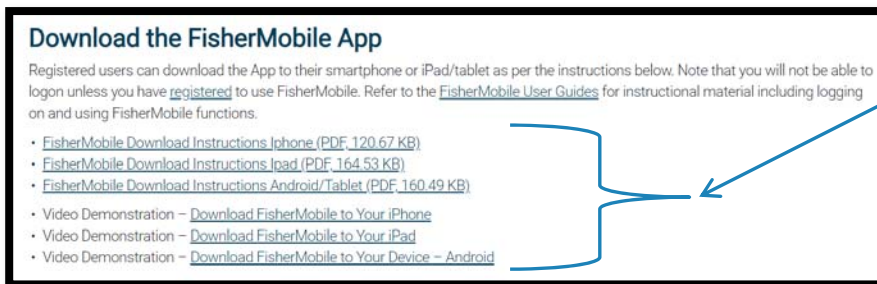 Download the FisherMobile App
Registered users can download the App to their smartphone or iPad/tablet as per the instructions below. Note that you will not be able to
logon unless you have registered to use FisherMobile. Refer to the FisherMobile User Guides for instructional material including logging
on and using FisherMobile functions.
• FisherMobile Download Instructions Iphone (PDF, 120.67 KB)
• FisherMobile Download Instructions Ipad (PDF, 164.53 KB)
• FisherMobile Download Instructions Android/Tablet (PDF, 160.49 KB)
• Video Demonstration – Download FisherMobile to Your iPhone
• Video Demonstration – Download FisherMobile to Your iPad
• Video Demonstration – Download FisherMobile to Your Device – Android